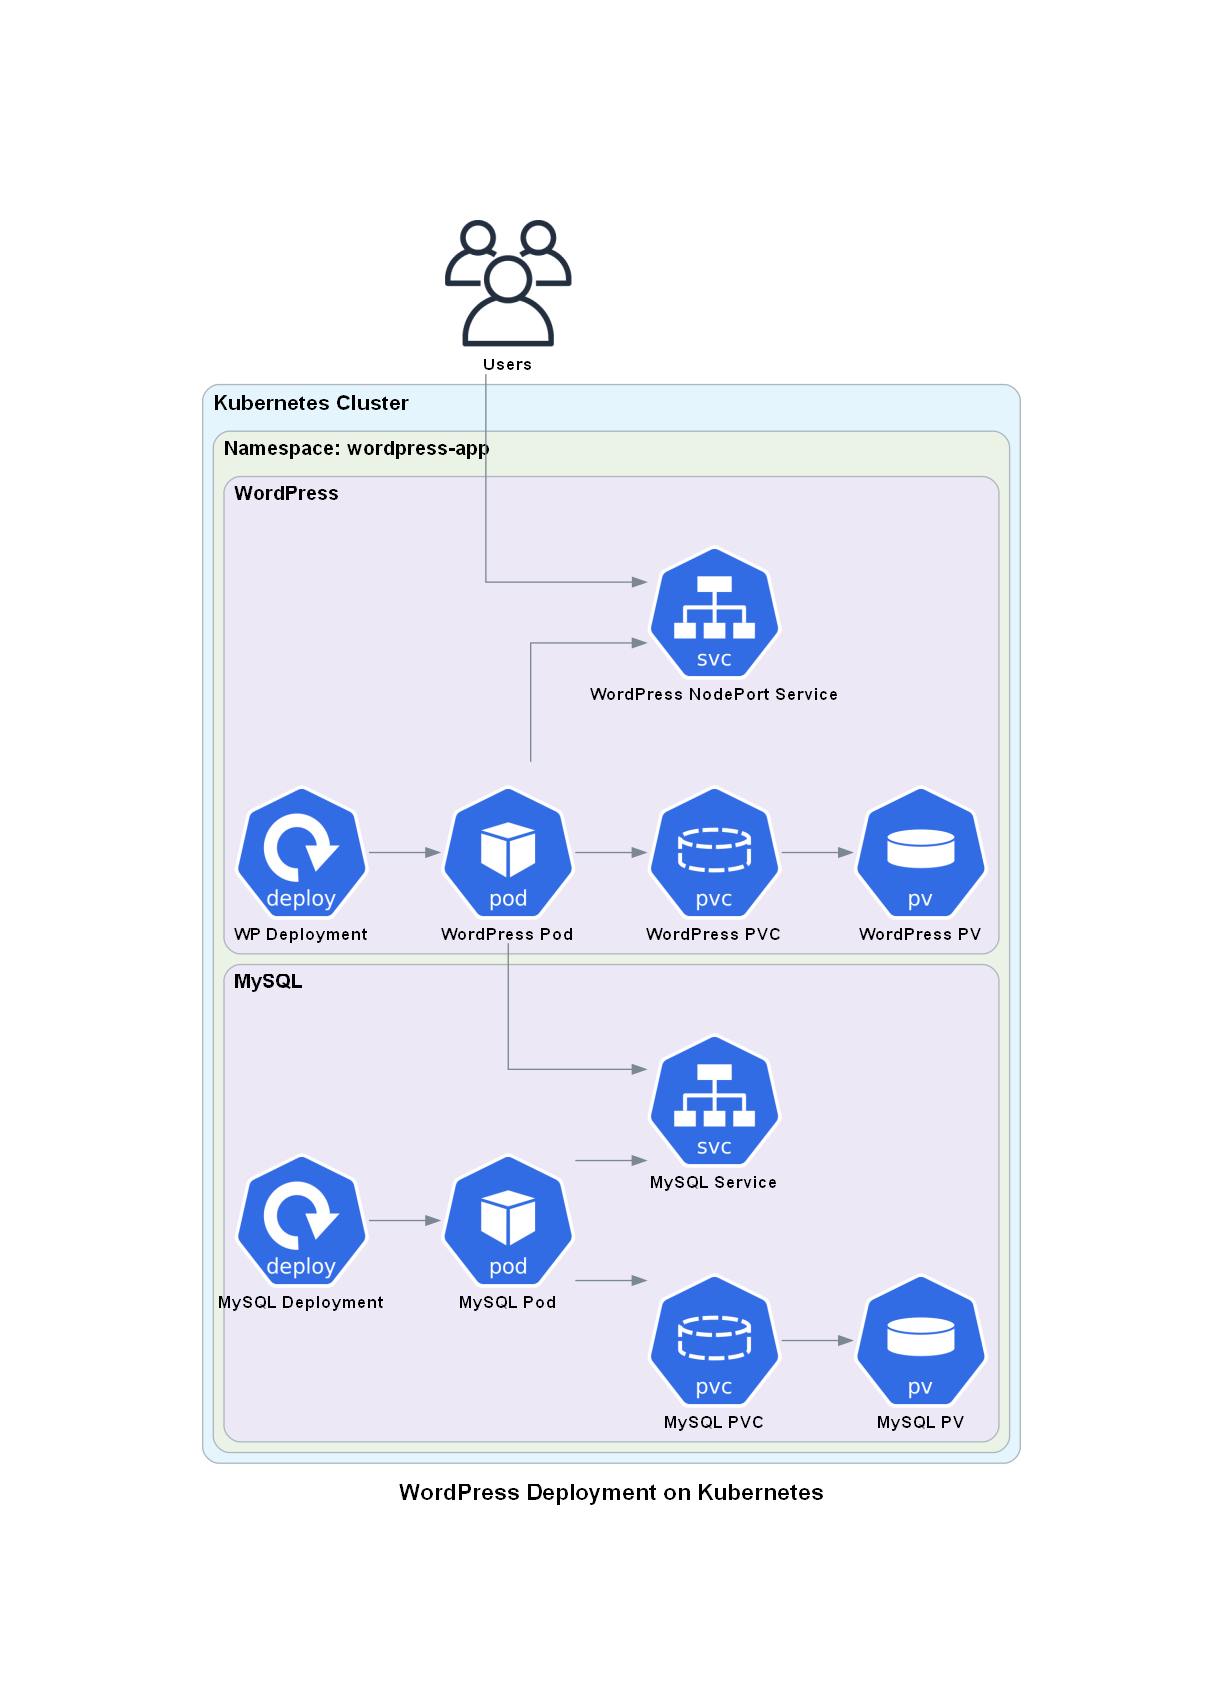 Users
Kubernetes Cluster
Namespace: wordpress-app
WordPress
svc
WordPress NodePort Service
deploy
WP Deployment
pod
WordPress Pod
pvc
WordPress PVC
pv
WordPress PV
MySQL
svc
MySQL Service
deploy
MySQL Deployment
pod
MySQL Pod
pvc
MySQL PVC
pv
MySQL PV
WordPress Deployment on Kubernetes